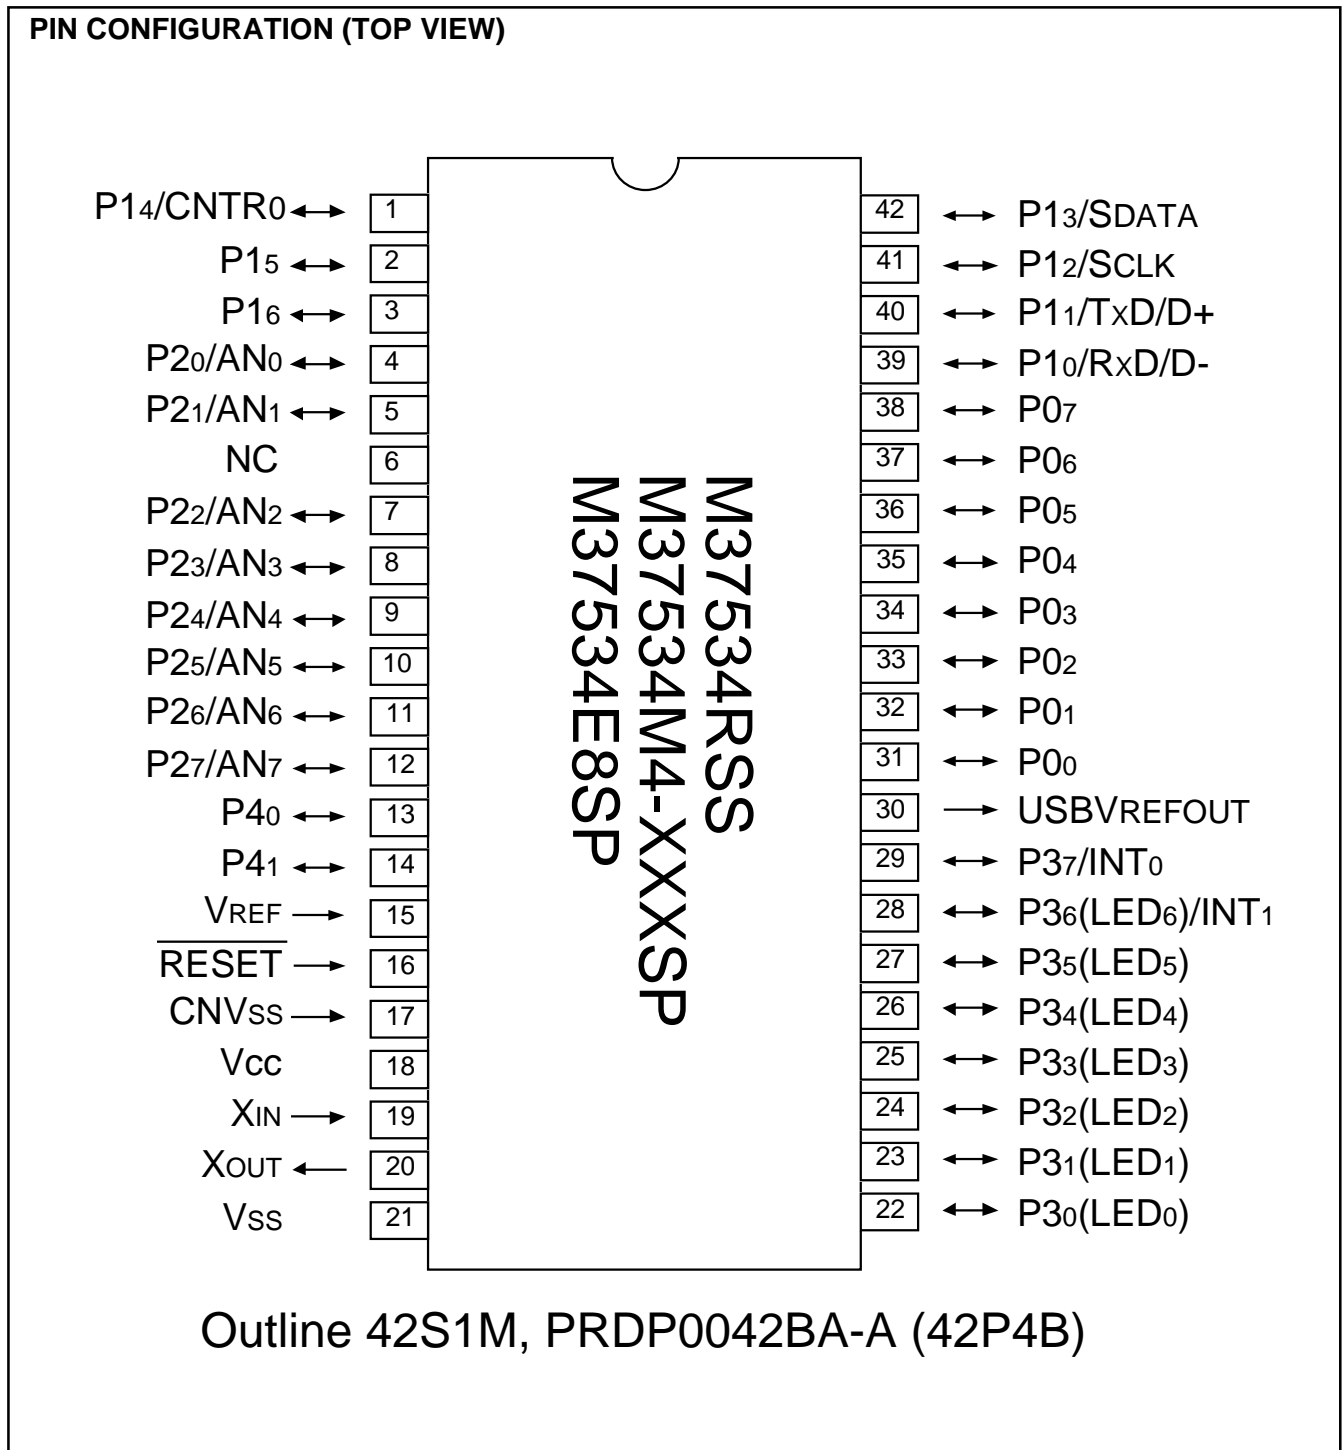 PIN CONFIGURATION (TOP VIEW)
P14/CNTR0 1
P15 2
P16 3
P20/AN0 4
P21/AN1 5
NC 6
P22/AN2 7
P23/AN3 8
P24/AN4 9
P25/AN5 10
P26/AN6 11
P27/AN7 12
P40 13
P41 14
VREF 15
RESET 16
CNVSS 17
Vcc 18
XIN 19
XOUT 20
VSS 21
M37534RSS
M37534M4-XXXSP
M37534E8SP
42 P13/SDATA
41 P12/SCLK
40 P11/TXD/D+
39 P10/RXD/D-
38 P07
37 P06
36 P05
35 P04
34 P03
33 P02
32 P01
31 P00
30 USBVREFOUT
29 P37/INT0
28 P36(LED6)/INT1
27 P35(LED5)
26 P34(LED4)
25 P33(LED3)
24 P32(LED2)
23 P31(LED1)
22 P30(LED0)
Outline 42S1M, PRDP0042BA-A (42P4B)